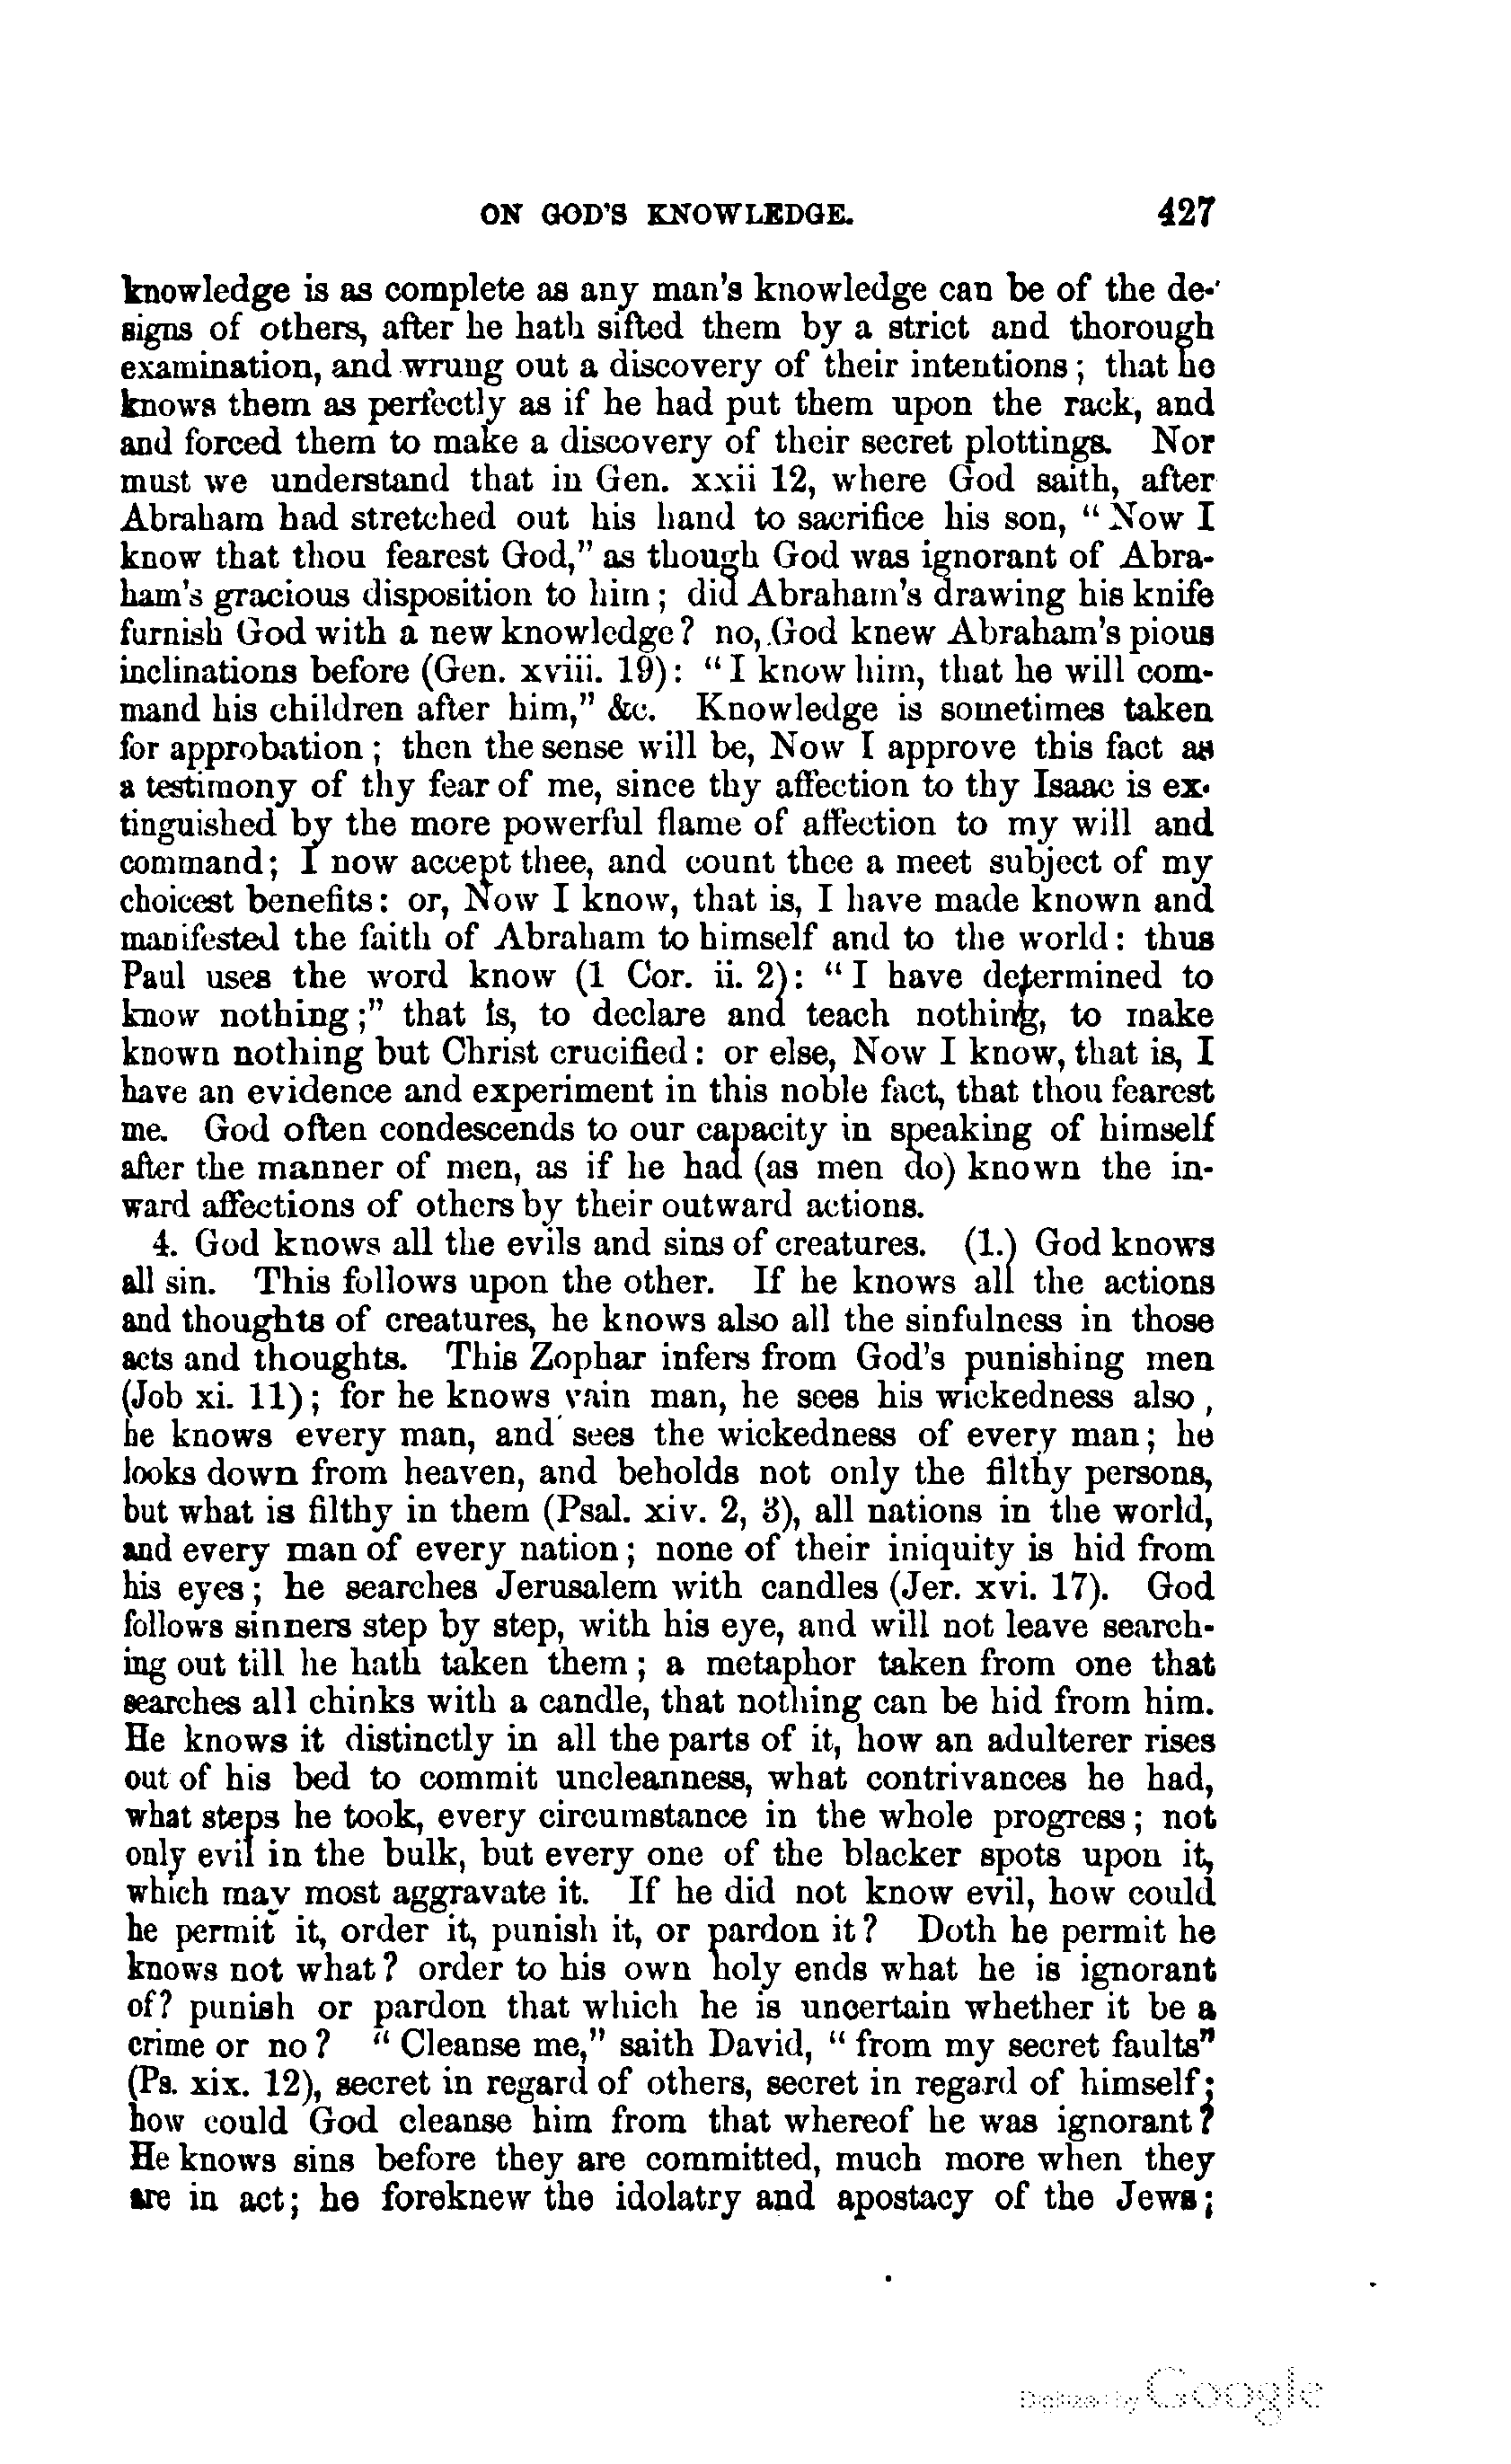 ON GOD'S KNOWLEDGE. 427
knowledge is as complete as any man's knowledge can be of the de-
signs of others, after he hath sifted them by a strict and thorough
examination, and wrung out a discovery of their intentions; that he
knows them as perfectly as if he had put them upon the rack, and
and forced them to make a discovery of their secret plottings. Nor
must we understand that in Gen. xxii 12, where God saith, after
Abraham had stretched out his hand to sacrifice his son, "Now I
know that thou fearest God," as though God was ignorant of Abra-
ham's gracious disposition to him; did Abraham's drawing his knife
furnish God with a new knowledge? no, God knew Abraham's pious
inclinations before (Gen. xviii. 19): "I know him, that he will com-
mand his children after him," &c. Knowledge is sometimes taken
for approbation; then the sense will be, Now I approve this fact as
a testimony of thy fear of me, since thy affection to thy Isaac is ex-
tinguished by the more powerful flame of affection to my will and
command; I now accept thee, and count thee a meet subject of my
choicest benefits: or, Now I know, that is, I have made known and
manifested the faith of Abraham to himself and to the world: thus
Paul uses the word know (1 Cor. ii. 2): "I have determined to
know nothing;" that is, to declare and teach nothing, to make
known nothing but Christ crucified: or else, Now I know, that is, I
have an evidence and experiment in this noble fact, that thou fearest
me. God often condescends to our capacity in speaking of himself
after the manner of men, as if he had (as men do) known the in-
ward affections of others by their outward actions.
4. God knows all the evils and sins of creatures. (1.) God knows
all sin. This follows upon the other. If he knows all the actions
and thoughts of creatures, he knows also all the sinfulness in those
acts and thoughts. This Zophar infers from God's punishing men
(Job xi. 11); for he knows vain man, he sees his wickedness also,
he knows every man, and sees the wickedness of every man; he
looks down from heaven, and beholds not only the filthy persons,
but what is filthy in them (Psal. xiv. 2, 3), all nations in the world,
and every man of every nation; none of their iniquity is hid from
his eyes; he searches Jerusalem with candles (Jer. xvi. 17). God
follows sinners step by step, with his eye, and will not leave search-
ing out till he hath taken them; a metaphor taken from one that
searches all chinks with a candle, that nothing can be hid from him.
He knows it distinctly in all the parts of it, how an adulterer rises
out of his bed to commit uncleanness, what contrivances he had,
what steps he took, every circumstance in the whole progress; not
only evil in the bulk, but every one of the blacker spots upon it,
which may most aggravate it. If he did not know evil, how could
he permit it, order it, punish it, or pardon it? Doth he permit he
knows not what? order to his own holy ends what he is ignorant
of? punish or pardon that which he is uncertain whether it be a
crime or no? "Cleanse me," saith David, "from my secret faults"
(Ps. xix. 12), secret in regard of others, secret in regard of himself;
how could God cleanse him from that whereof he was ignorant?
He knows sins before they are committed, much more when they
are in act; he foreknew the idolatry and apostacy of the Jews;
Digitized by Google